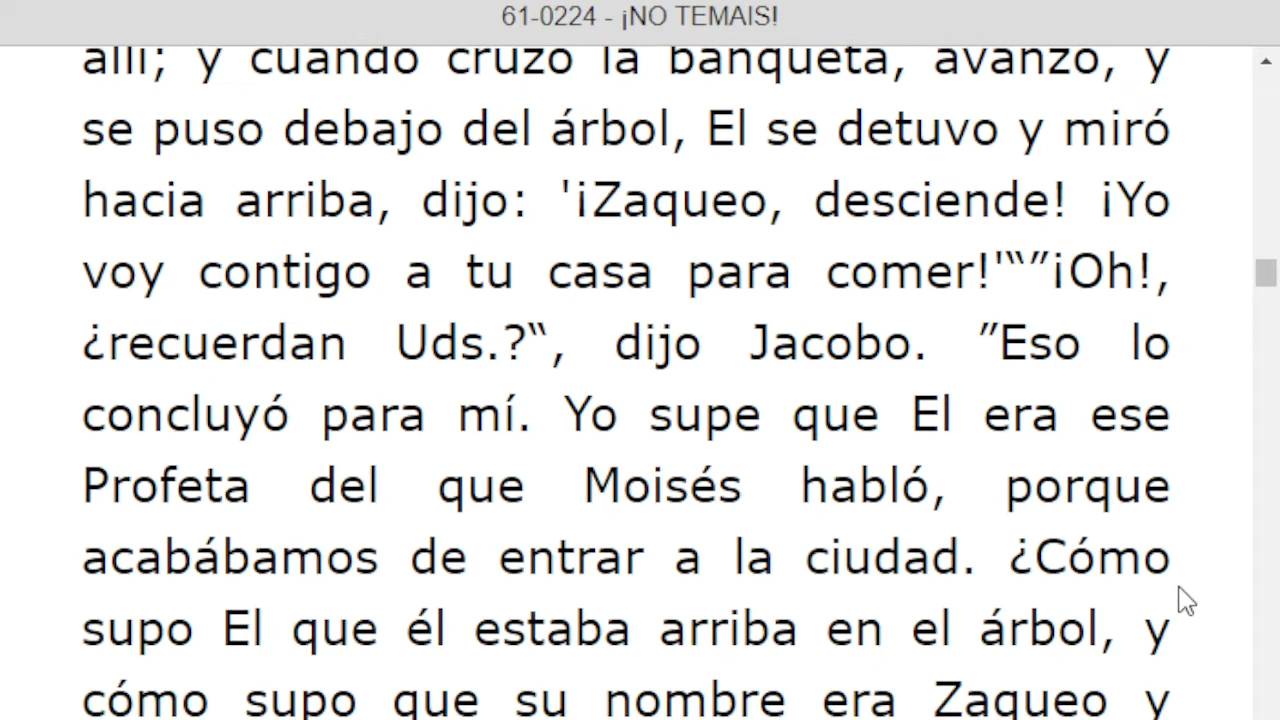 61-0224 - ¡NO TEMAIS!
allí; y cuando cruzó la banqueta, avanzó, y
se puso debajo del árbol, El se detuvo y miró
hacia arriba, dijo: '¡Zaqueo, desciende! ¡Yo
voy contigo a tu casa para comer!'“”¡Oh!,
¿recuerdan Uds.?“, dijo Jacobo. ”Eso lo
concluyó para mí. Yo supe que El era ese
Profeta del que Moisés habló, porque
acabábamos de entrar a la ciudad. ¿Cómo
supo El que él estaba arriba en el árbol, y
cómo supo que su nombre era Zaqueo y